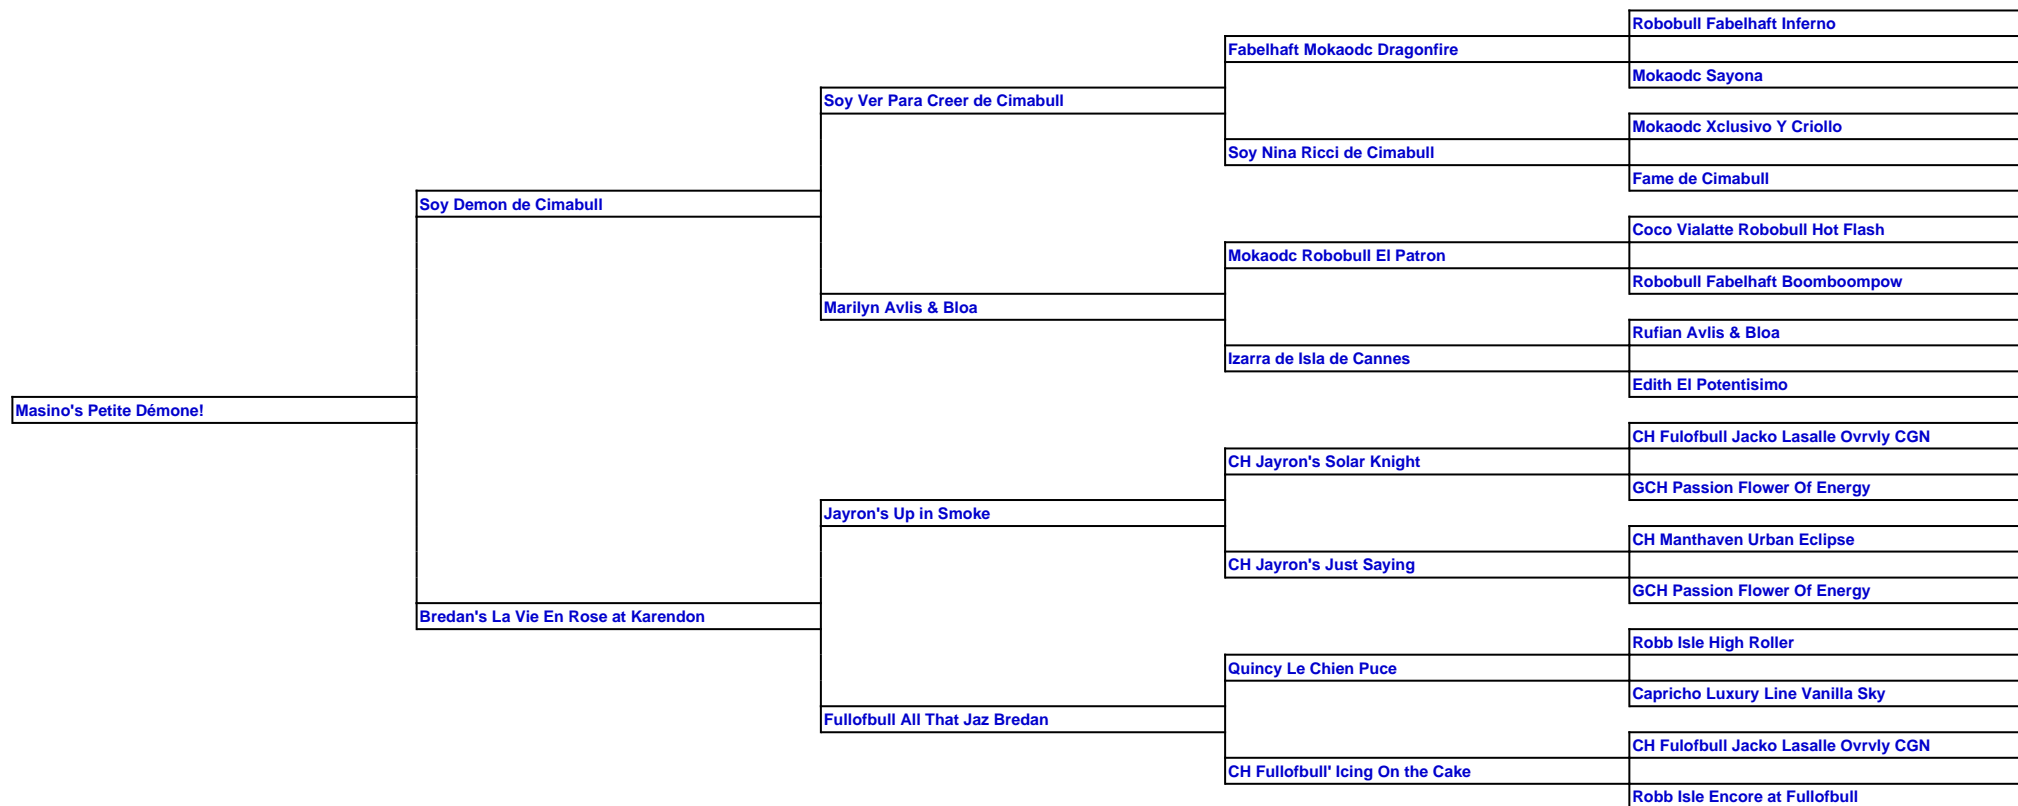 Robobull Fabelhaft Inferno
Fabelhaft Mokaodc Dragonfire
Mokaodc Sayona
Soy Ver Para Creer de Cimabull
Mokaodc Xclusivo Y Criollo
Soy Nina Ricci de Cimabull
Fame de Cimabull
Soy Demon de Cimabull
Coco Vialatte Robobull Hot Flash
Mokaodc Robobull El Patron
Robobull Fabelhaft Boomboompow
Marilyn Avlis & Bloa
Rufian Avlis & Bloa
Izarra de Isla de Cannes
Edith El Potentisimo
Masino's Petite Démone!
CH Fulofbull Jacko Lasalle Ovrvly CGN
CH Jayron's Solar Knight
GCH Passion Flower Of Energy
Jayron's Up in Smoke
CH Manthaven Urban Eclipse
CH Jayron's Just Saying
GCH Passion Flower Of Energy
Bredan's La Vie En Rose at Karendon
Robb Isle High Roller
Quincy Le Chien Puce
Capricho Luxury Line Vanilla Sky
Fullofbull All That Jaz Bredan
CH Fulofbull Jacko Lasalle Ovrvly CGN
CH Fullofbull' Icing On the Cake
Robb Isle Encore at Fullofbull